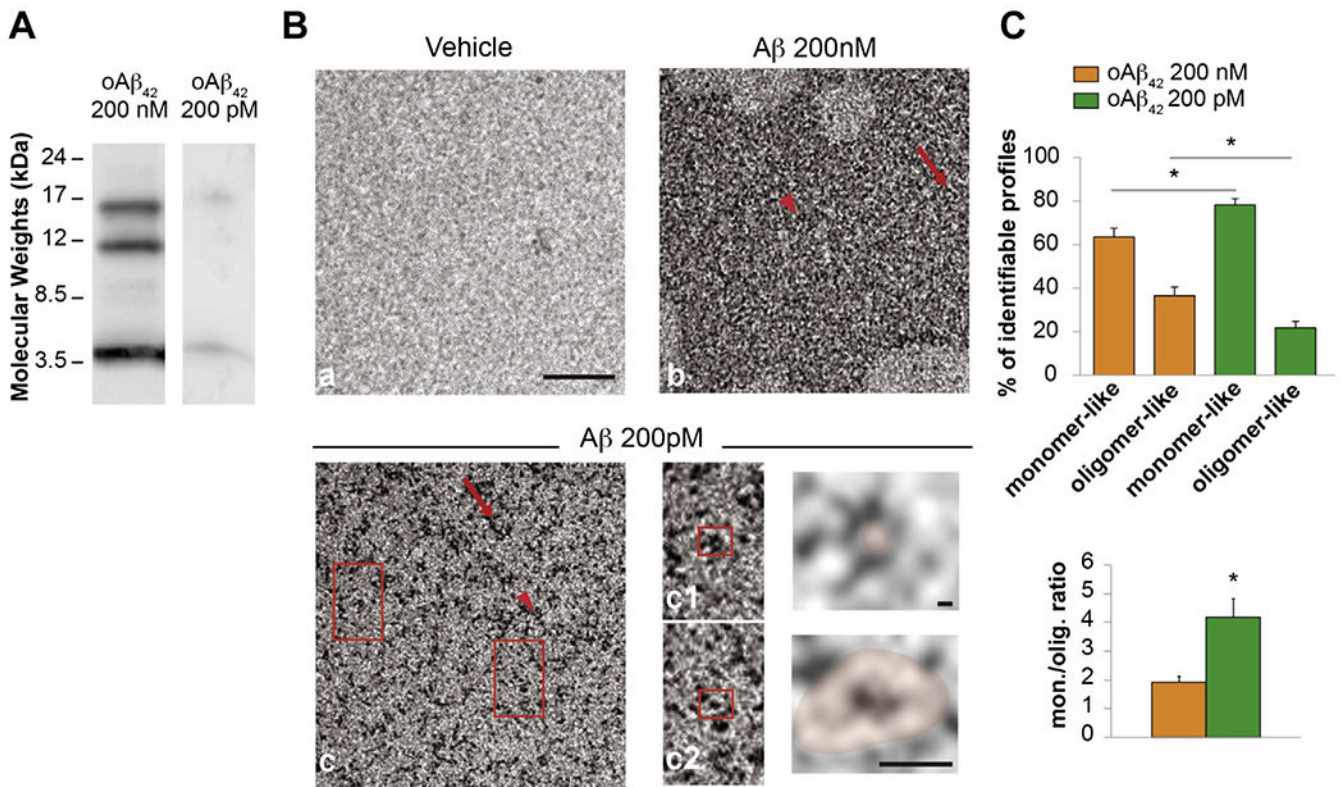 A
oAβ₄₂ 200 nM
oAβ₄₂ 200 pM
Molecular Weights (kDa)
24
17
12
8.5
3.5
B
Vehicle
Aβ 200nM
a
b
Aβ 200pM
c
c1
c2
C
oAβ₄₂ 200 nM
oAβ₄₂ 200 pM
% of identifiable profiles
100
80
60
40
20
0
*
*
monomer-like
oligomer-like
monomer-like
oligomer-like
mon./olig. ratio
6
5
4
3
2
1
0
*